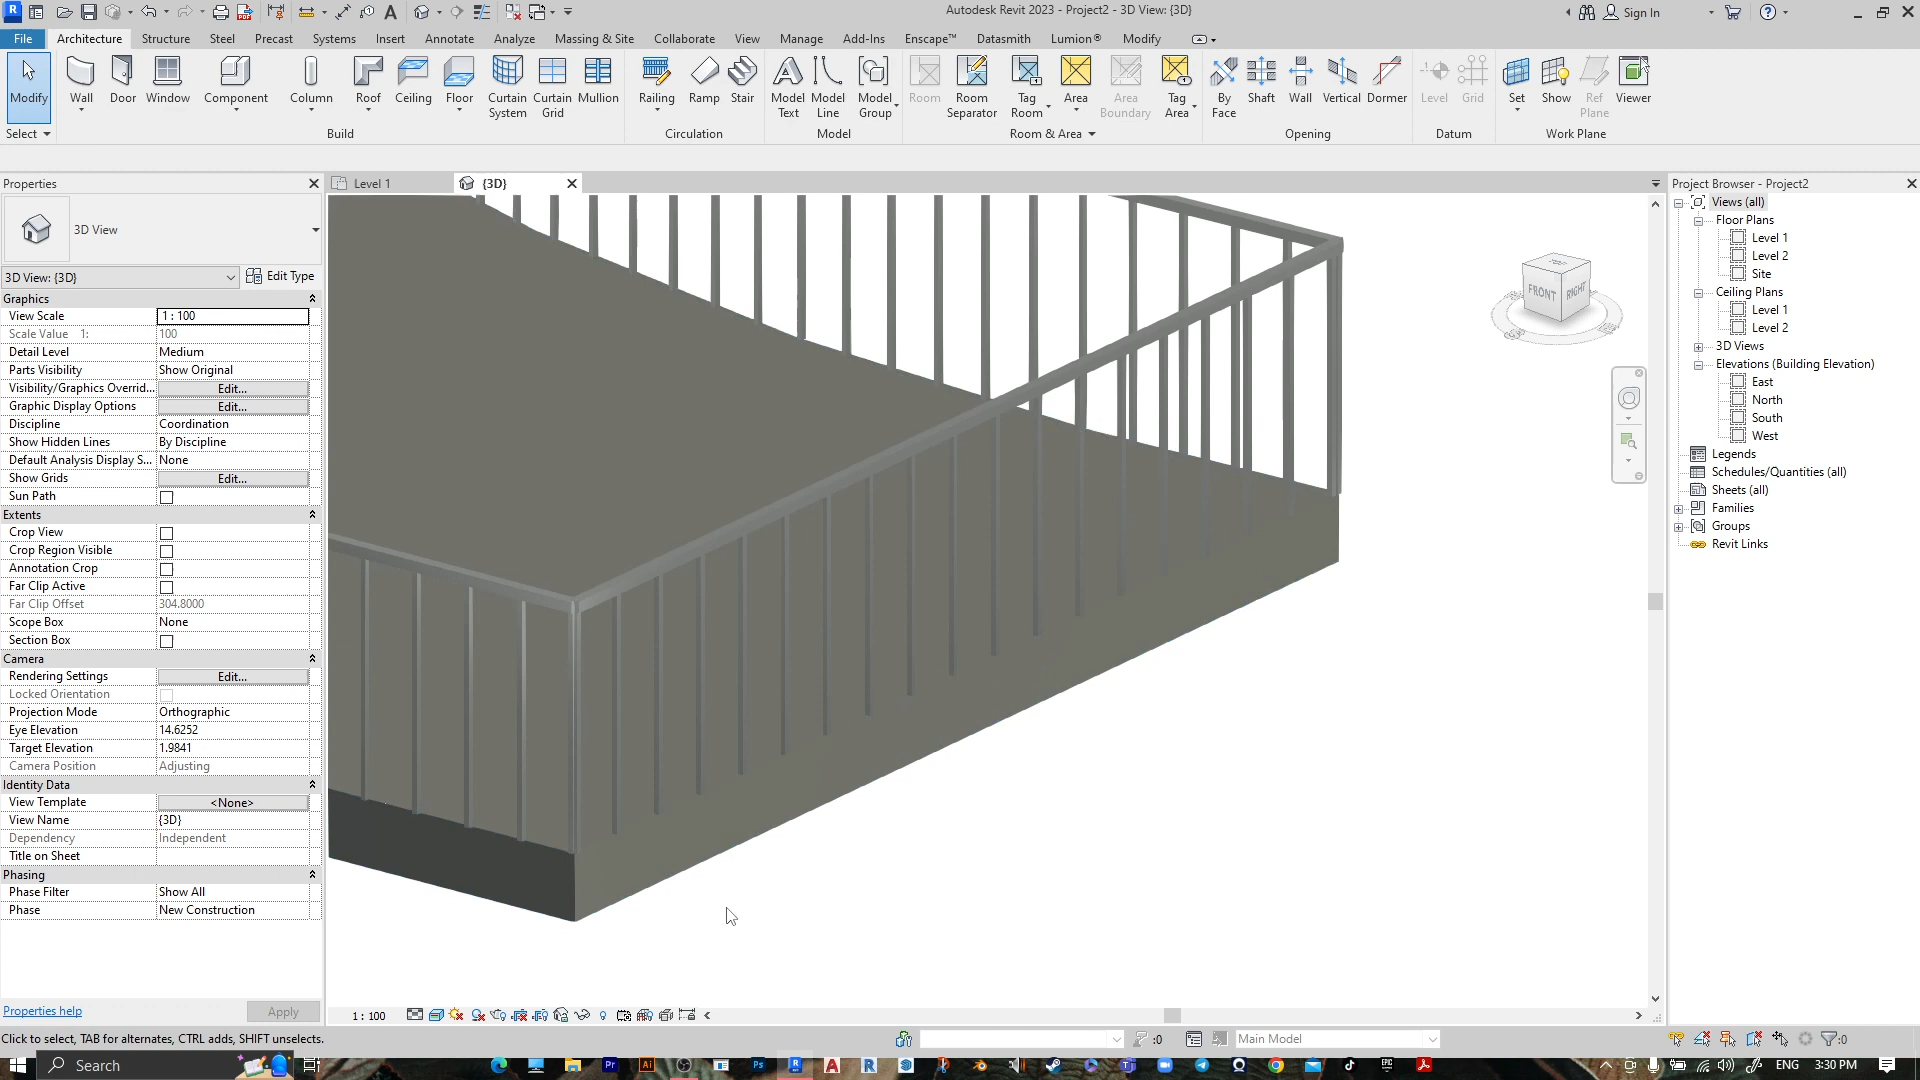 Autodesk Revit 2023 - Project2 - 3D View: {3D}
Sign In
File Architecture Structure Steel Precast Systems Insert Annotate Analyze Massing & Site Collaborate View Manage Add-Ins Enscape™ Datasmith Lumion® Modify
Modify Wall Door Window Component Column Roof Ceiling Floor Curtain System Curtain Grid Mullion Railing Ramp Stair Model Text Model Line Model Group Room Room Separator Tag Room Area Area Boundary Tag Area By Face Shaft Wall Vertical Dormer Level Grid Set Show Ref Plane Viewer
Select Build Circulation Model Room & Area Opening Datum Work Plane
Properties
Level 1
{3D}
Project Browser - Project2
3D View
3D View: {3D}
Edit Type
Graphics
View Scale 1 : 100
Scale Value 1: 100
Detail Level Medium
Parts Visibility Show Original
Visibility/Graphics Overrid... Edit...
Graphic Display Options Edit...
Discipline Coordination
Show Hidden Lines By Discipline
Default Analysis Display S... None
Show Grids Edit...
Sun Path
Extents
Crop View
Crop Region Visible
Annotation Crop
Far Clip Active
Far Clip Offset 304.8000
Scope Box None
Section Box
Camera
Rendering Settings Edit...
Locked Orientation
Projection Mode Orthographic
Eye Elevation 14.6252
Target Elevation 1.9841
Camera Position Adjusting
Identity Data
View Template <None>
View Name {3D}
Dependency Independent
Title on Sheet
Phasing
Phase Filter Show All
Phase New Construction
Properties help
Apply
TOP
FRONT
RIGHT
Views (all)
Floor Plans
Level 1
Level 2
Site
Ceiling Plans
Level 1
Level 2
3D Views
Elevations (Building Elevation)
East
North
South
West
Legends
Schedules/Quantities (all)
Sheets (all)
Families
Groups
Revit Links
1 : 100
Click to select, TAB for alternates, CTRL adds, SHIFT unselects.
:0
Main Model
:0
Search
ENG
3:30 PM